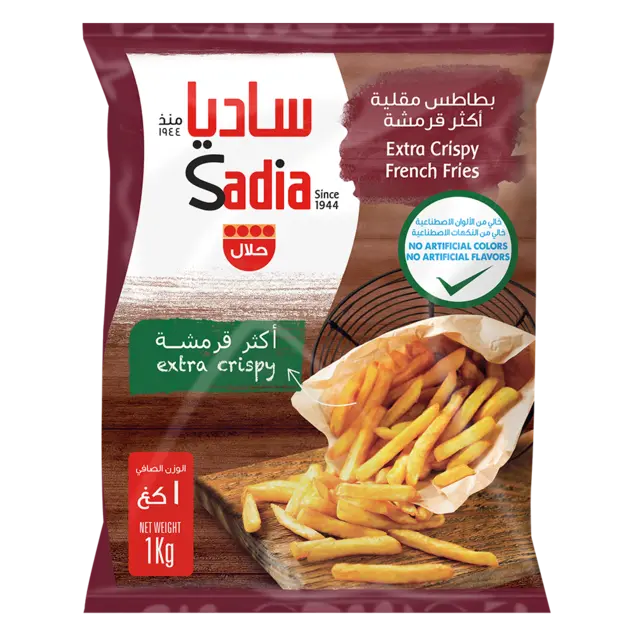 ساديا
منذ
١٩٤٤
Sadia
Since
1944
حلال
بطاطس مقلية
أكثر قرمشة
Extra Crispy
French Fries
خالي من الألوان الاصطناعية
خالي من النكهات الاصطناعية
NO ARTIFICIAL COLORS
NO ARTIFICIAL FLAVORS
أكثر قرمشة
extra crispy
الوزن الصافي
١ كغ
NET WEIGHT
1Kg